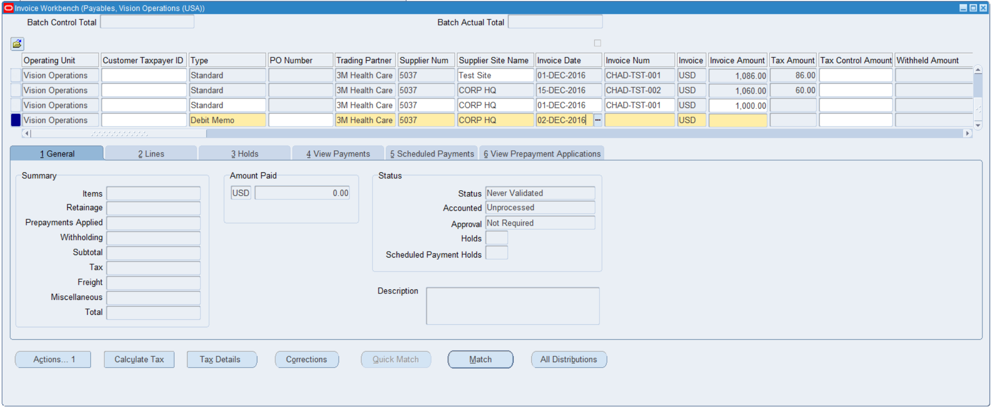 Invoice Workbench (Payables, Vision Operations (USA))
Batch Control Total Batch Actual Total
Operating Unit Customer Taxpayer ID Type PO Number Trading Partner Supplier Num Supplier Site Name Invoice Date Invoice Num Invoice Invoice Amount Tax Amount Tax Control Amount Withheld Amount
Vision Operations Standard 3M Health Care 5037 Test Site 01-DEC-2016 CHAD-TST-001 USD 1,086.00 86.00
Vision Operations Standard 3M Health Care 5037 CORP HQ 15-DEC-2016 CHAD-TST-002 USD 1,060.00 60.00
Vision Operations Standard 3M Health Care 5037 CORP HQ 01-DEC-2016 CHAD-TST-001 USD 1,000.00
Vision Operations Debit Memo 3M Health Care 5037 CORP HQ 02-DEC-2016 ... USD
1 General 2 Lines 3 Holds 4 View Payments 5 Scheduled Payments 6 View Prepayment Applications
Summary Amount Paid Status
Items USD 0.00 Status Never Validated
Retainage Accounted Unprocessed
Prepayments Applied Approval Not Required
Withholding Holds
Subtotal Scheduled Payment Holds
Tax
Freight
Miscellaneous Description
Total
Actions... 1 Calculate Tax Tax Details Corrections Quick Match Match All Distributions